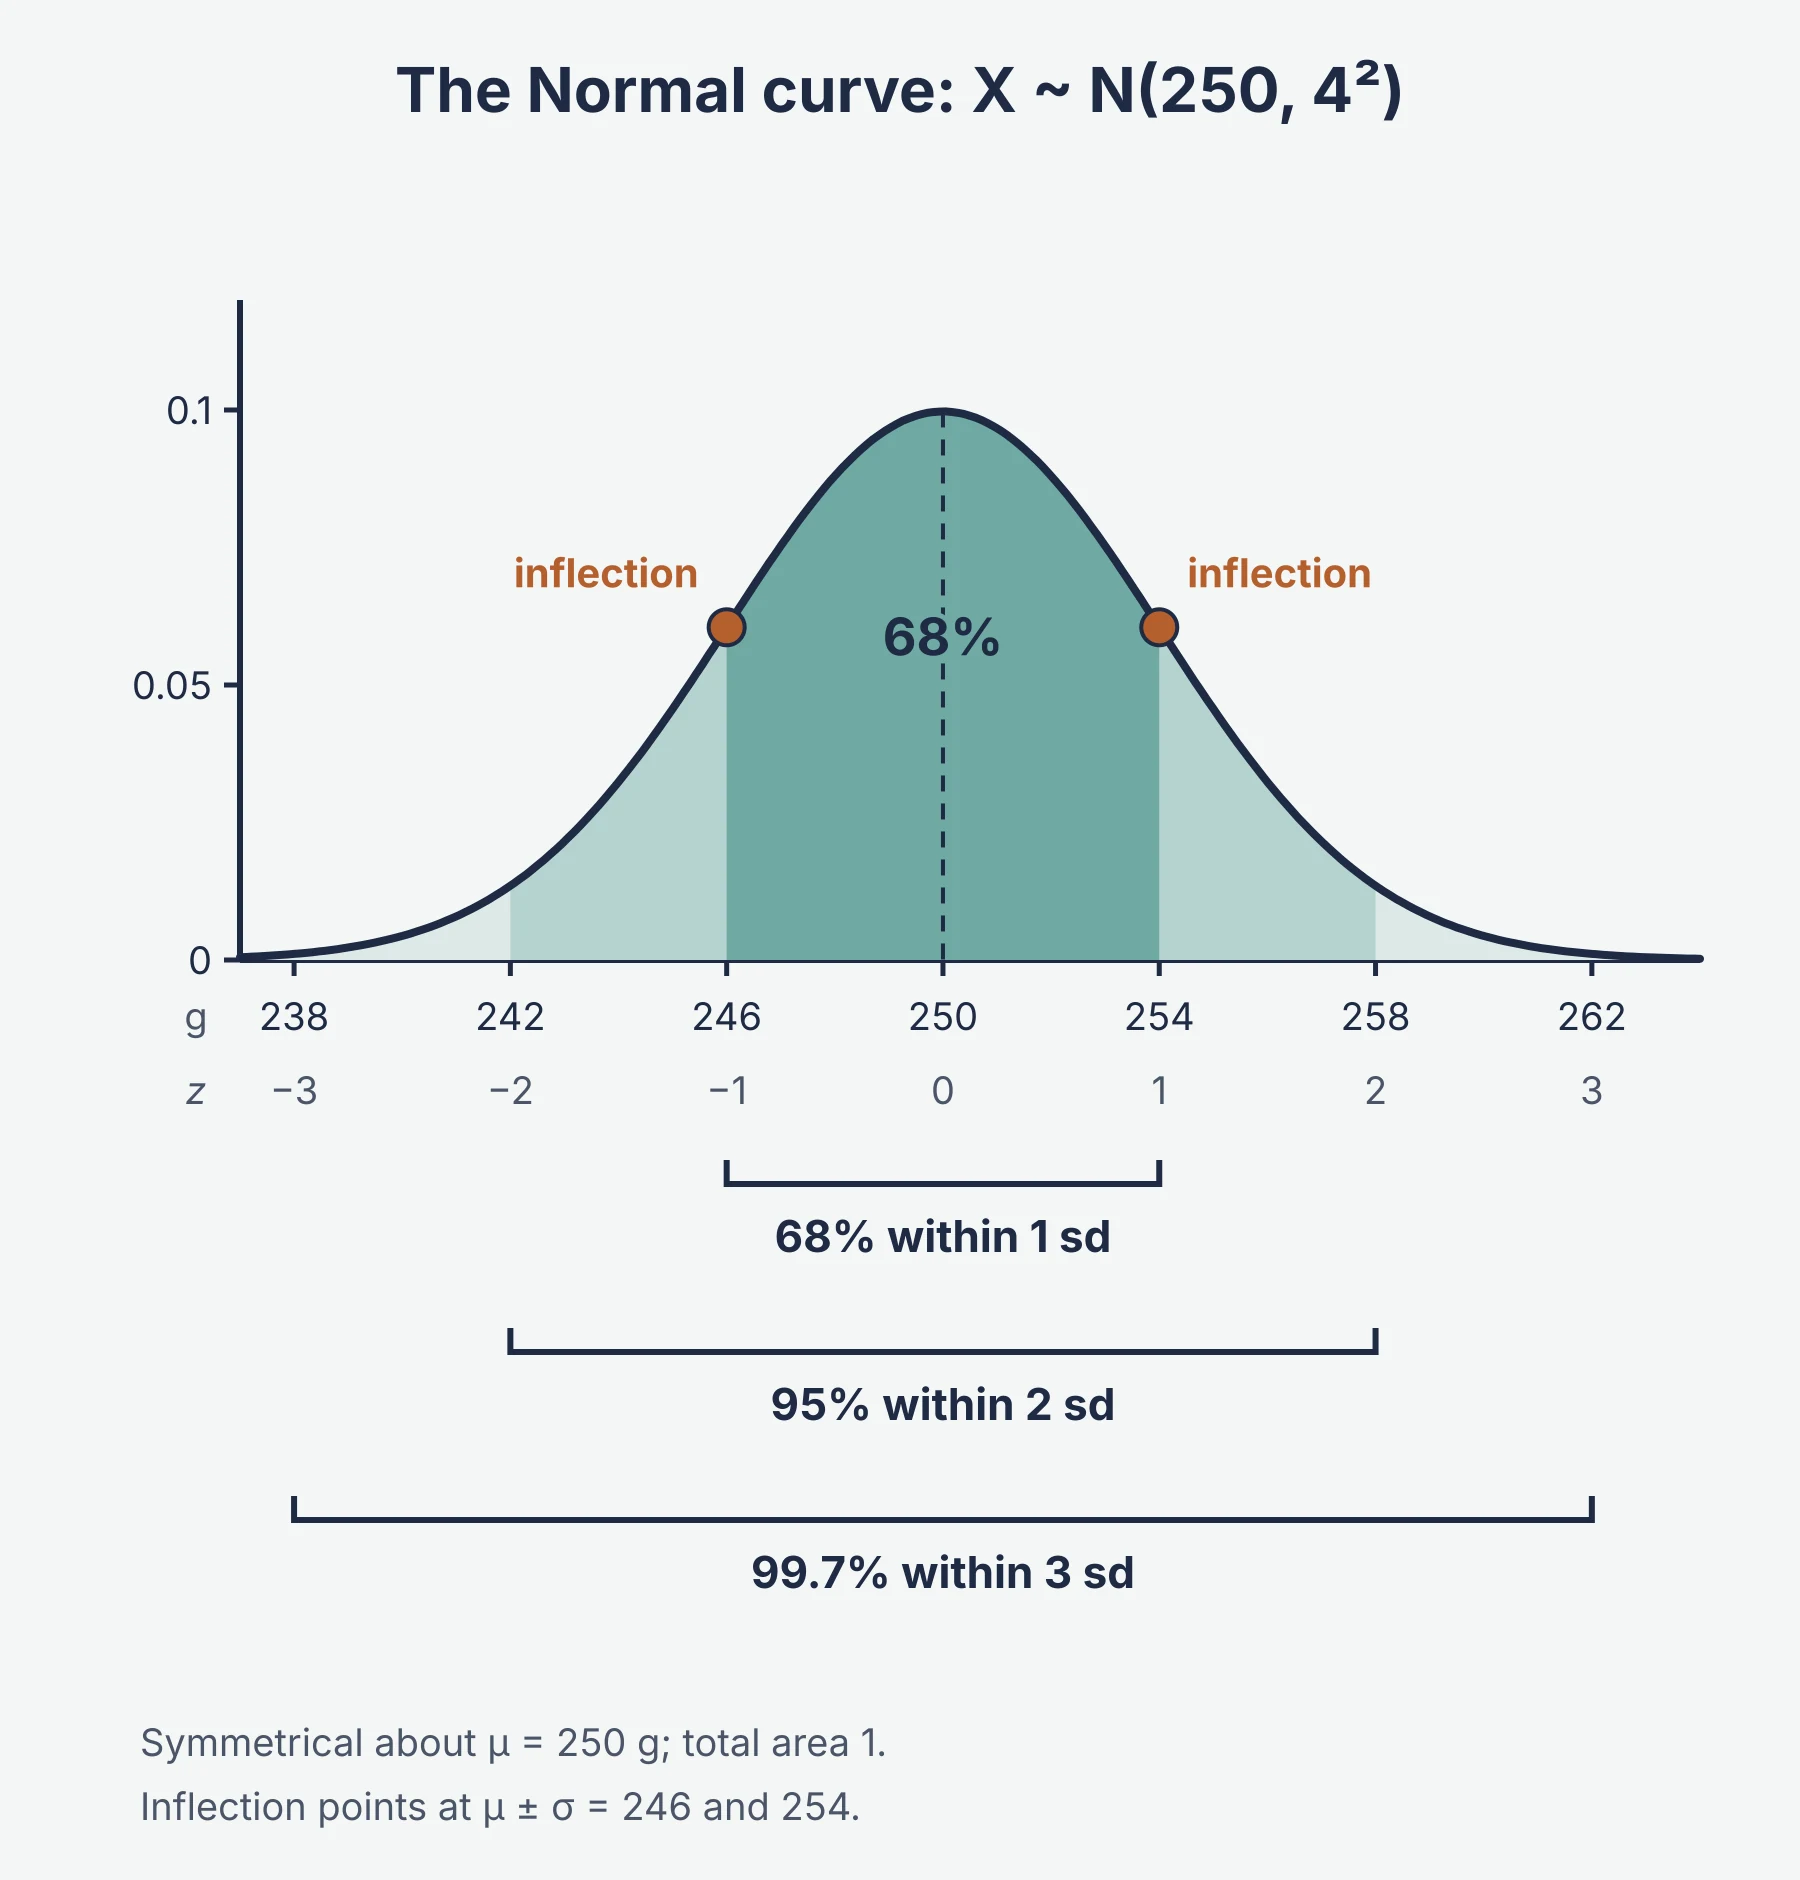 The Normal curve: X ~ N(250, 4²)
0.1
inflection inflection
68%
0.05
0
g 238 242 246 250 254 258 262
z −3 −2 −1 0 1 2 3
68% within 1 sd
95% within 2 sd
99.7% within 3 sd
Symmetrical about μ = 250 g; total area 1.
Inflection points at μ ± σ = 246 and 254.